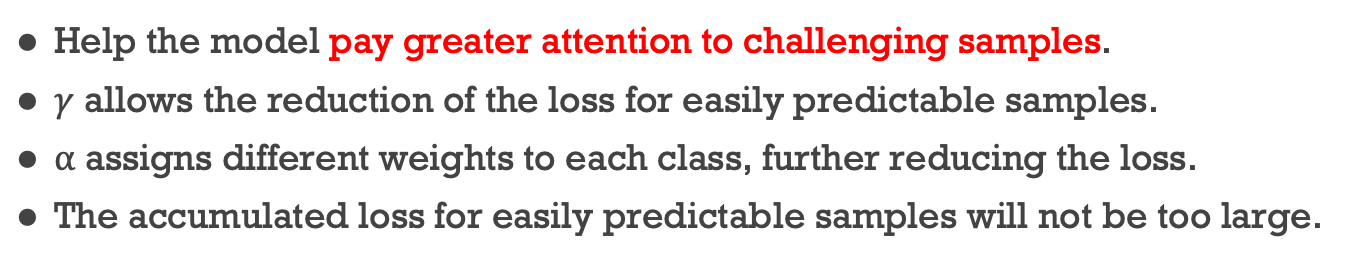 ● Help the model pay greater attention to challenging samples.
● γ allows the reduction of the loss for easily predictable samples.
● α assigns different weights to each class, further reducing the loss.
● The accumulated loss for easily predictable samples will not be too large.